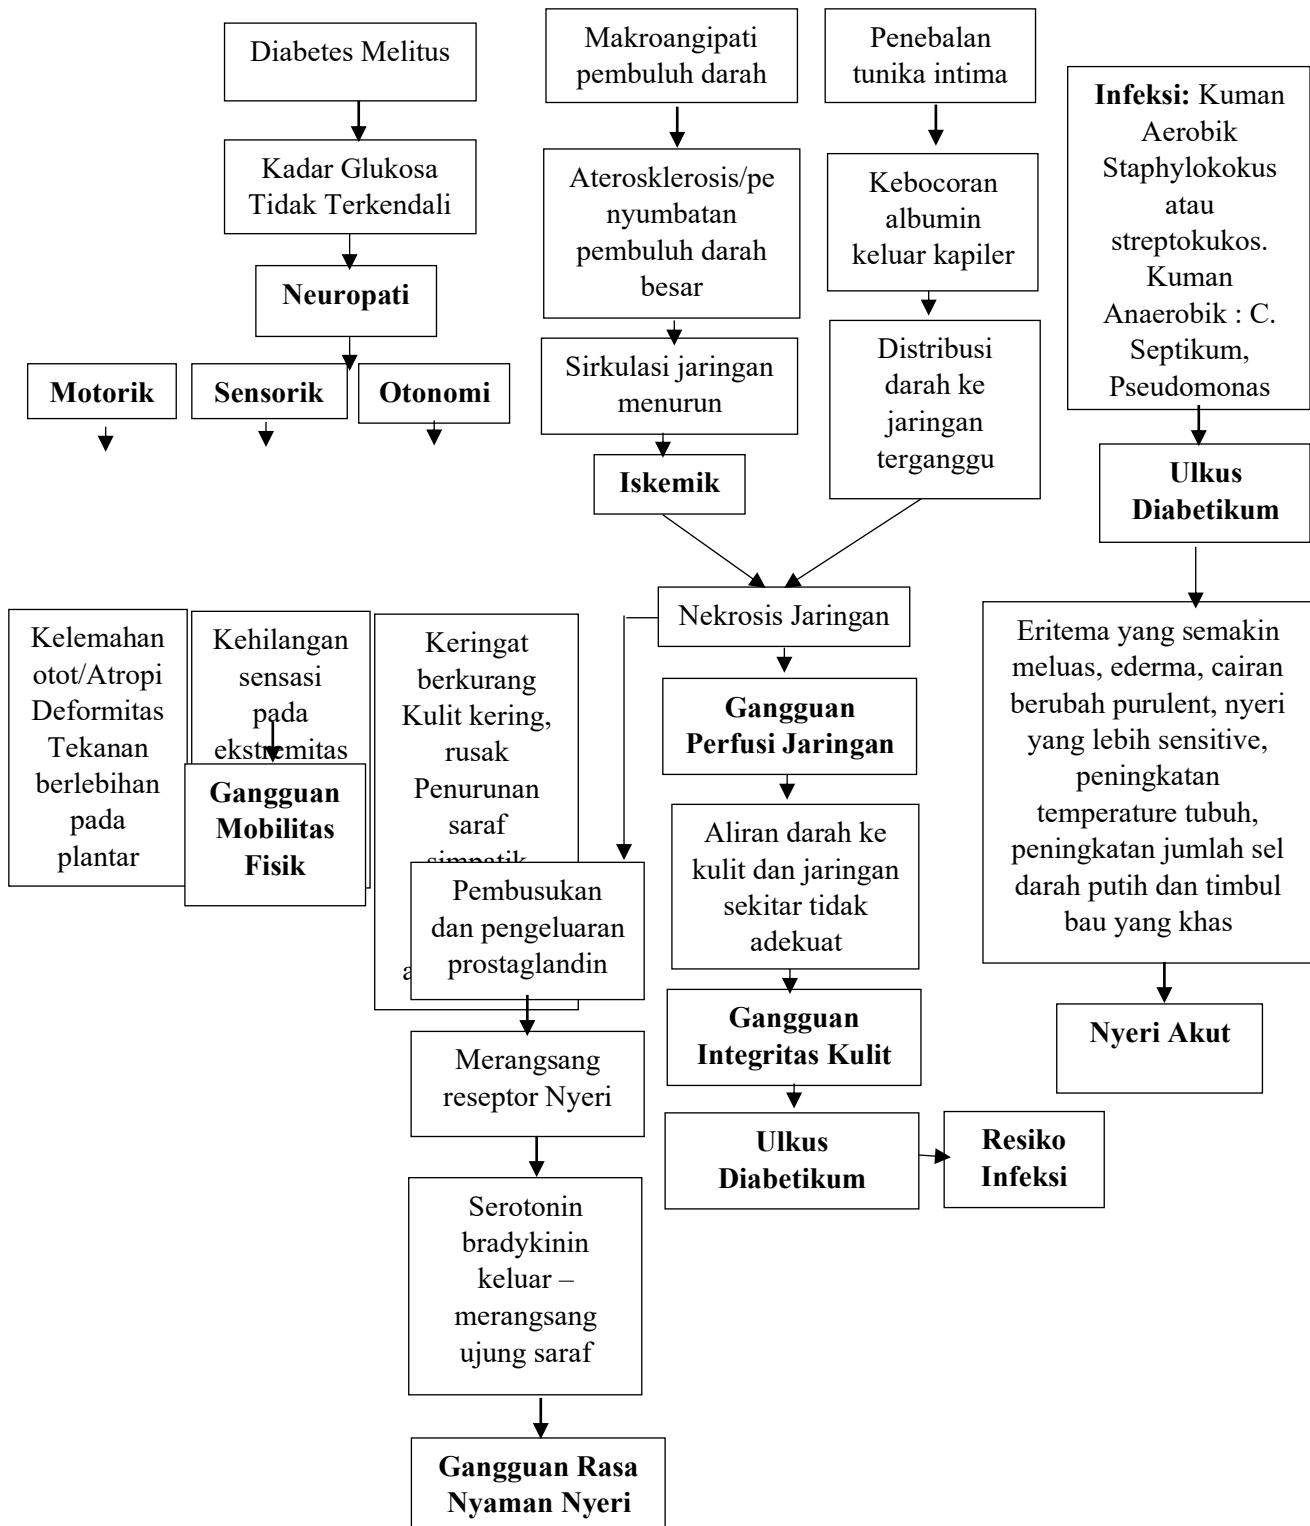 Diabetes Melitus
Kadar Glukosa
Tidak Terkendali
Neuropati
Motorik
Sensorik
Otonomi
Kelemahan
otot/Atropi
Deformitas
Tekanan
berlebihan
pada
plantar
Kehilangan
sensasi
pada
ekstremitas
Gangguan
Mobilitas
Fisik
Keringat
berkurang
Kulit kering,
rusak
Penurunan
saraf
simpatik
Makroangipati
pembuluh darah
Aterosklerosis/pe
nyumbatan
pembuluh darah
besar
Sirkulasi jaringan
menurun
Iskemik
Penebalan
tunika intima
Kebocoran
albumin
keluar kapiler
Distribusi
darah ke
jaringan
terganggu
Nekrosis Jaringan
Pembusukan
dan pengeluaran
prostaglandin
Merangsang
reseptor Nyeri
Serotonin
bradykinin
keluar –
merangsang
ujung saraf
Gangguan Rasa
Nyaman Nyeri
Gangguan
Perfusi Jaringan
Aliran darah ke
kulit dan jaringan
sekitar tidak
adekuat
Gangguan
Integritas Kulit
Ulkus
Diabetikum
Resiko
Infeksi
Infeksi: Kuman
Aerobik
Staphylokokus
atau
streptokukos.
Kuman
Anaerobik : C.
Septikum,
Pseudomonas
Ulkus
Diabetikum
Eritema yang semakin
meluas, ederma, cairan
berubah purulent, nyeri
yang lebih sensitive,
peningkatan
temperature tubuh,
peningkatan jumlah sel
darah putih dan timbul
bau yang khas
Nyeri Akut